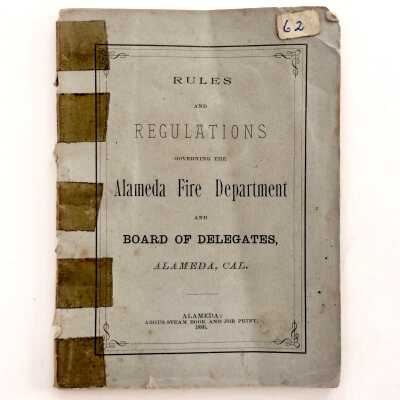 62
RULES
AND
REGULATIONS
GOVERNING THE
Alameda Fire Department
AND
BOARD OF DELEGATES,
ALAMEDA, CAL.
ALAMEDA:
ARGUS STEAM BOOK AND JOB PRINT,